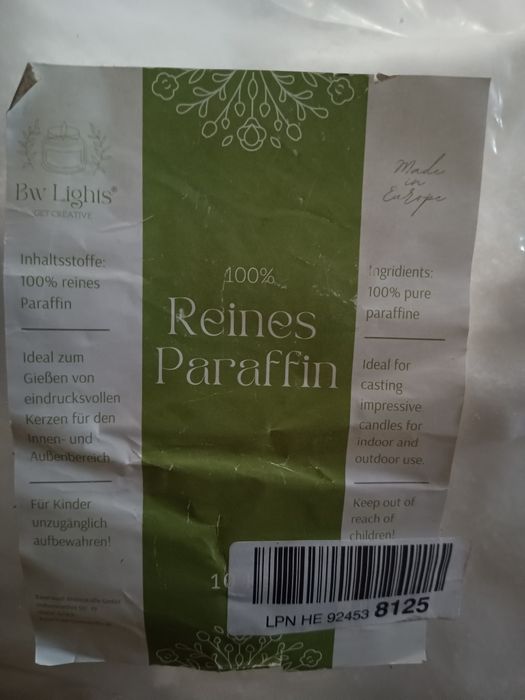 Bw Lights®
GET CREATIVE
Inhaltsstoffe:
100% reines
Paraffin
Ideal zum
Gießen von
eindrucksvollen
Kerzen für den
Innen- und
Außenbereich
Für Kinder
unzugänglich
aufbewahren!
100%
Reines
Paraffin
Made
in
Europe
Ingridients:
100% pure
paraffine
Ideal for
casting
impressive
candles for
indoor and
outdoor use.
Keep out of
reach of
children!
LPN HE 92453 8125